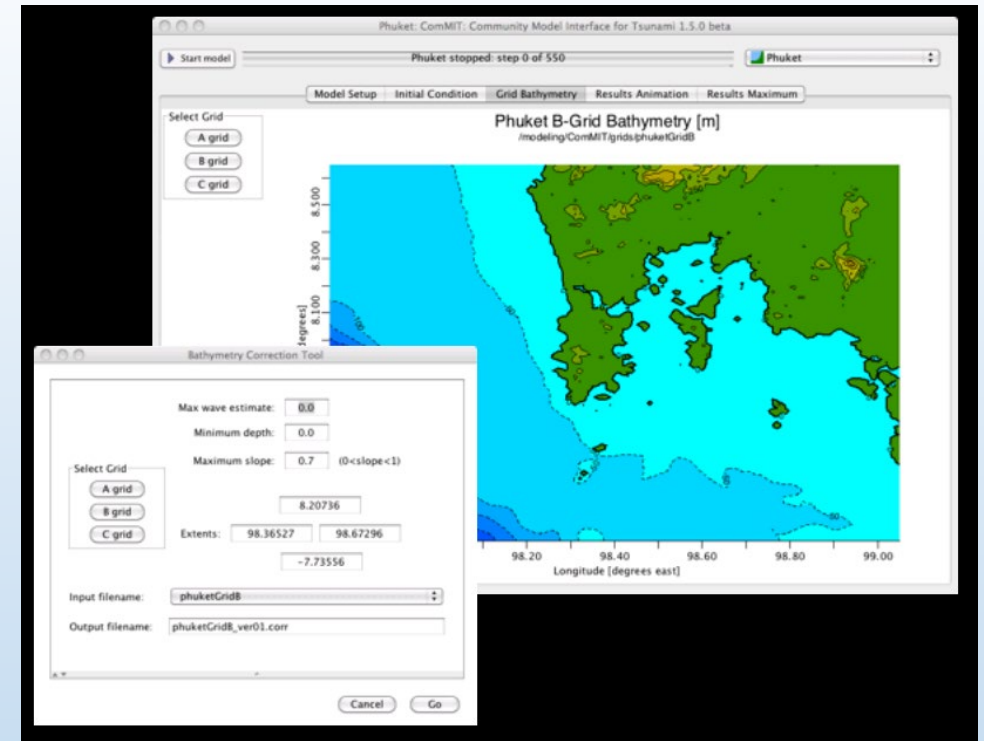 Phuket: ComMIT: Community Model Interface for Tsunami 1.5.0 beta
Start model
Phuket stopped: step 0 of 550
Phuket
Model Setup Initial Condition Grid Bathymetry Results Animation Results Maximum
Select Grid
A grid
B grid
C grid
Phuket B-Grid Bathymetry [m]
/modeling/ComMIT/grids/phuketGridB
8.500
8.300
8.100
degrees]
98.20 98.40 98.60 98.80 99.00
Longitude [degrees east]
Bathymetry Correction Tool
Max wave estimate: 0.0
Minimum depth: 0.0
Maximum slope: 0.7 (0<slope<1)
Select Grid
A grid
B grid
C grid
8.20736
Extents: 98.36527 98.67296
-7.73556
Input filename: phuketGridB
Output filename: phuketGridB_ver01.corr
Cancel Go